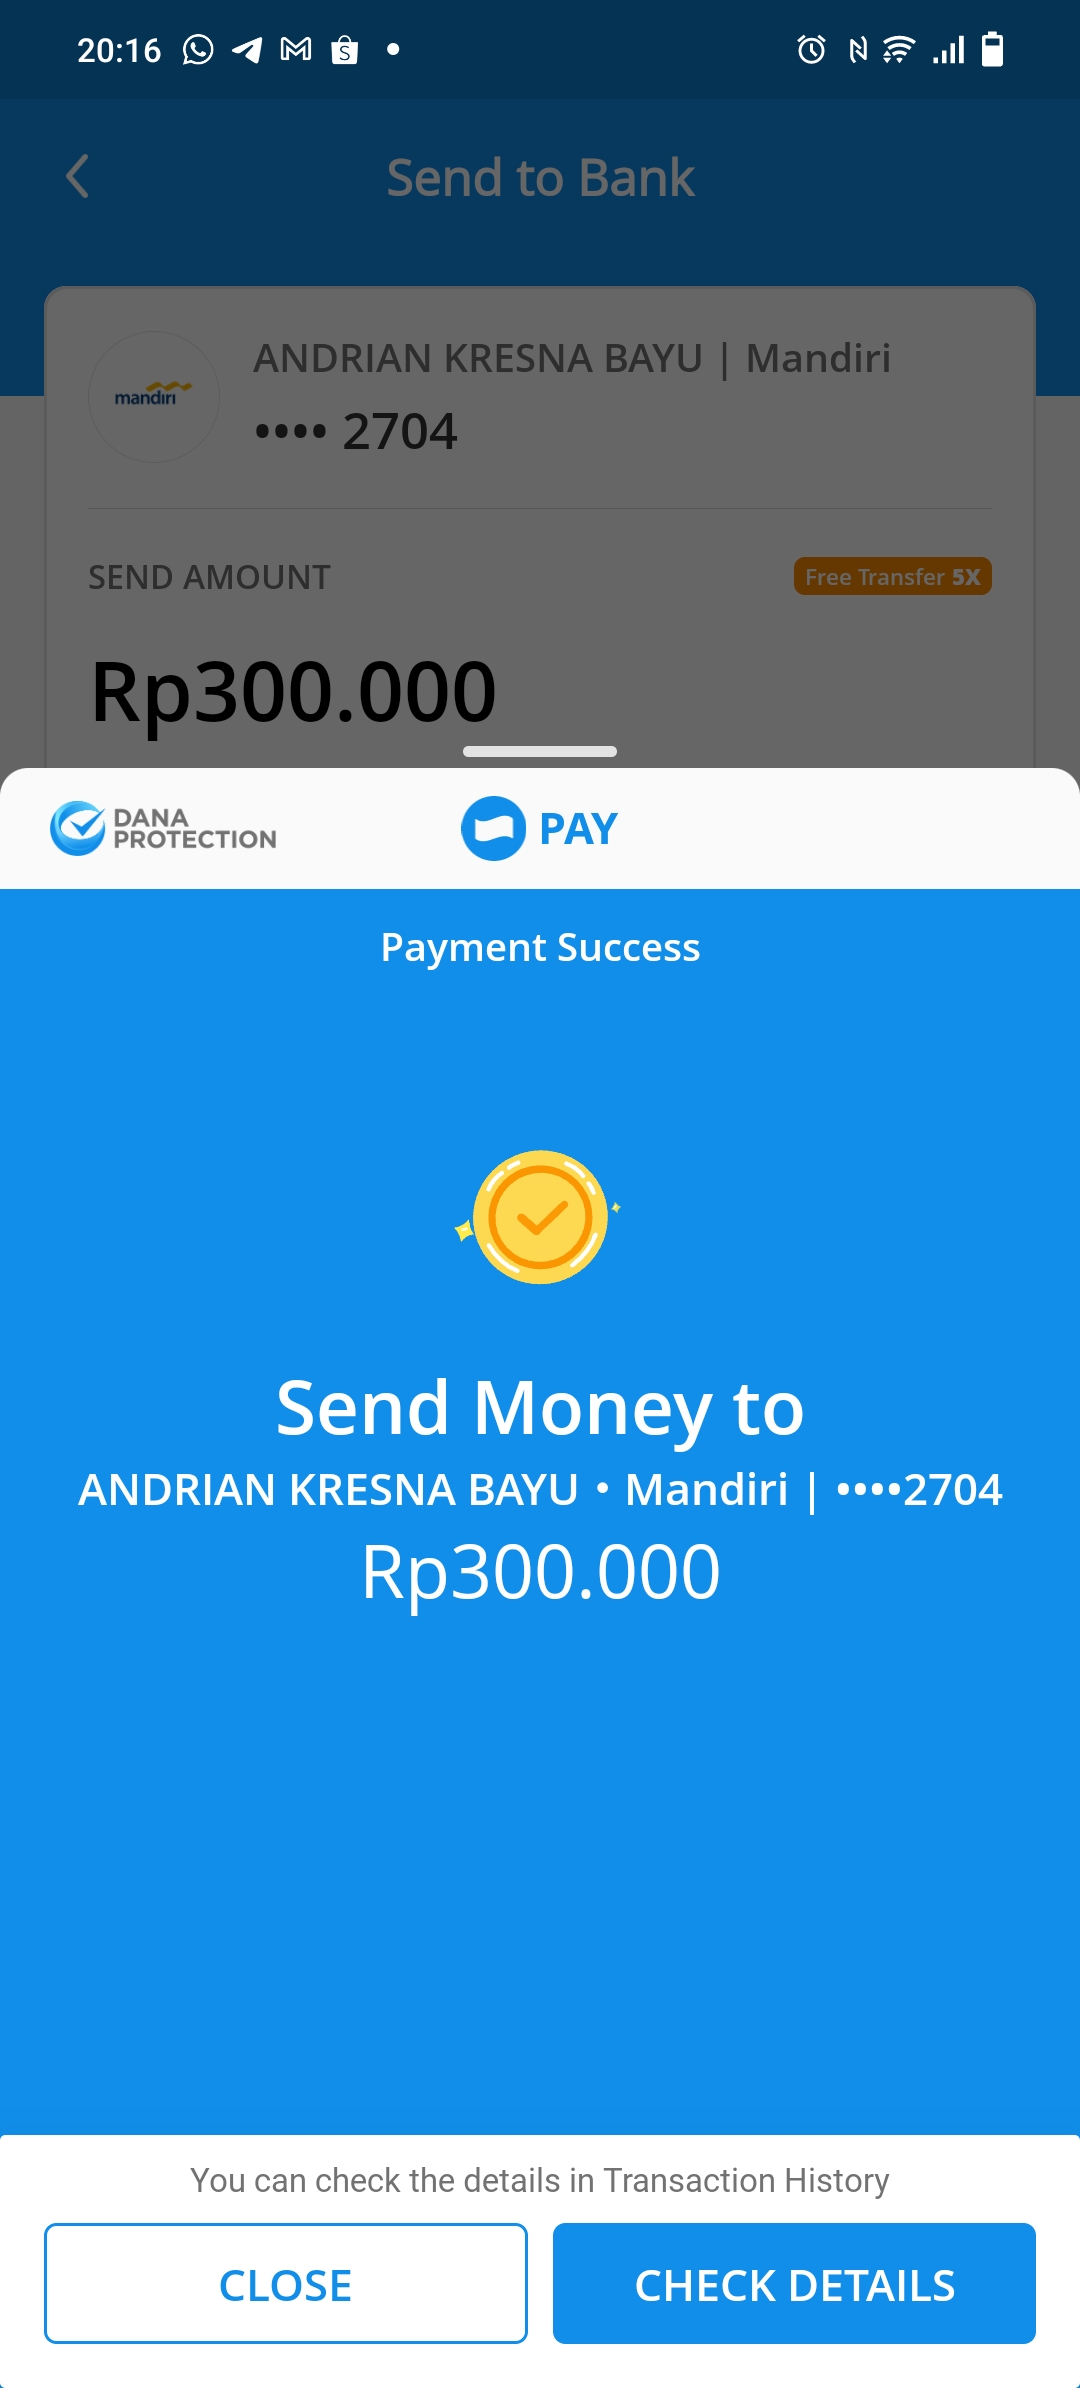 20:16
Send to Bank
mandiri
ANDRIAN KRESNA BAYU | Mandiri
•••• 2704
SEND AMOUNT
Free Transfer 5X
Rp300.000
DANA
PROTECTION
PAY
Payment Success
Send Money to
ANDRIAN KRESNA BAYU • Mandiri | ••••2704
Rp300.000
You can check the details in Transaction History
CLOSE
CHECK DETAILS